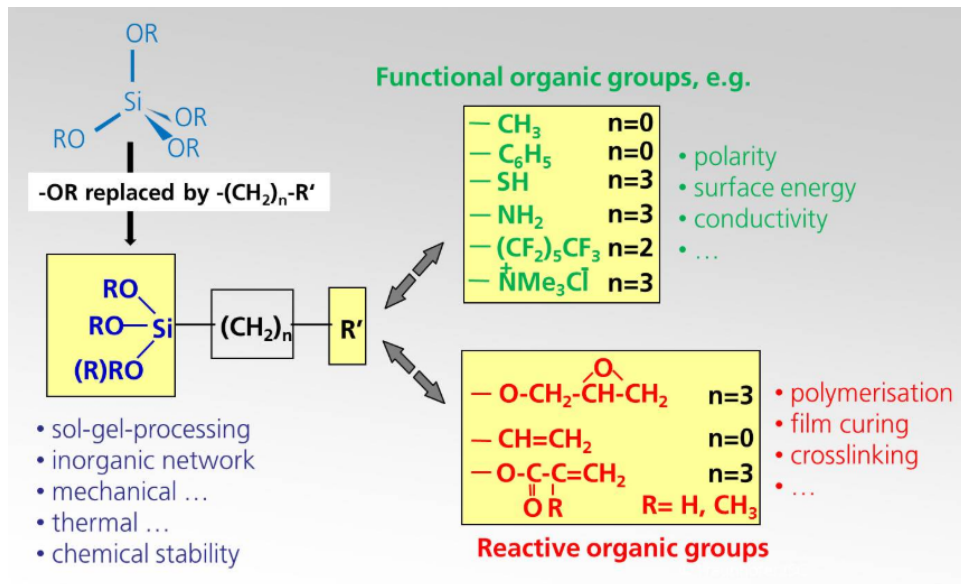 OR
Si
OR
RO
OR
-OR replaced by -(CH₂)ₙ-R'
RO
RO—Si—(CH₂)ₙ—R'
(R)RO
• sol-gel-processing
• inorganic network
• mechanical ...
• thermal ...
• chemical stability
Functional organic groups, e.g.
— CH₃ n=0
— C₆H₅ n=0
— SH n=3
— NH₂ n=3
— (CF₂)₅CF₃ n=2
— N⁺Me₃Cl⁻ n=3
• polarity
• surface energy
• conductivity
• ...
O
— O-CH₂-CH-CH₂ n=3
— CH=CH₂ n=0
— O-C-C=CH₂ n=3
O R R= H, CH₃
• polymerisation
• film curing
• crosslinking
• ...
Reactive organic groups